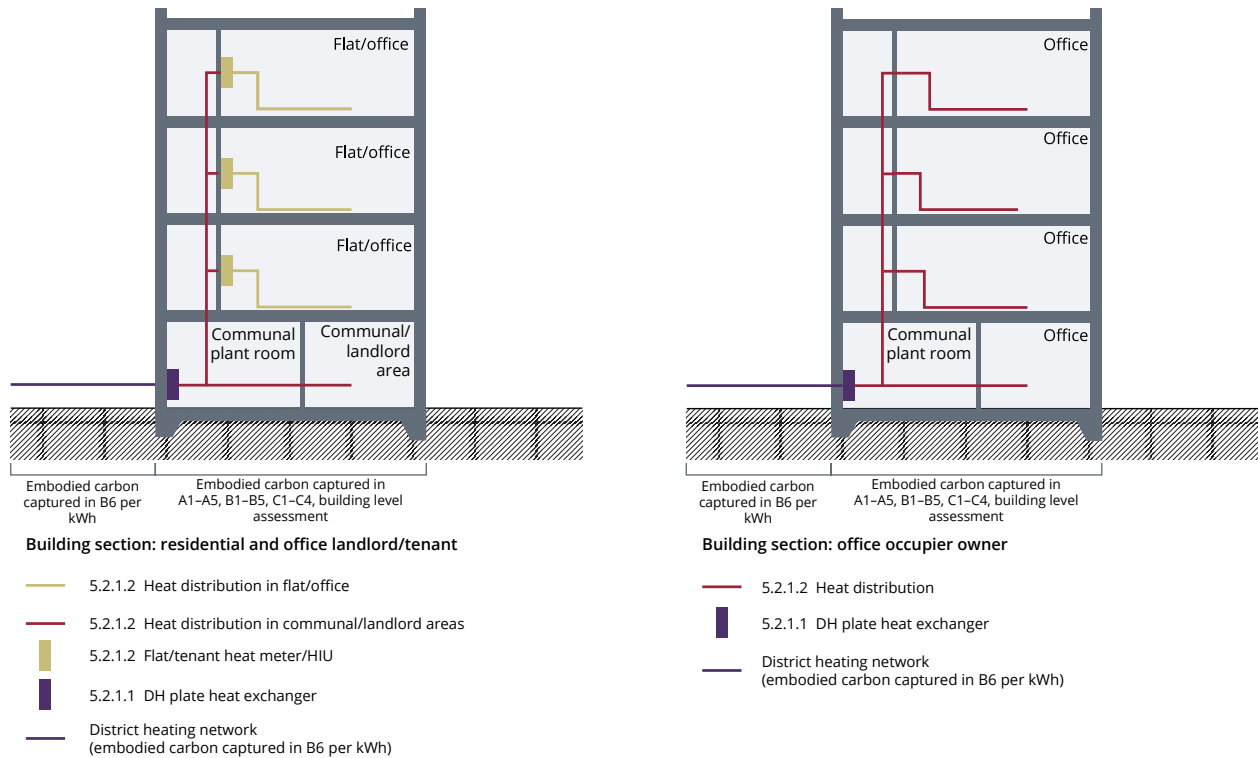 Flat/office
Flat/office
Flat/office
Communal
plant room
Communal/
landlord
area
Embodied carbon
captured in B6 per
kWh
Embodied carbon captured in
A1–A5, B1–B5, C1–C4, building level
assessment
Building section: residential and office landlord/tenant
5.2.1.2 Heat distribution in flat/office
5.2.1.2 Heat distribution in communal/landlord areas
5.2.1.2 Flat/tenant heat meter/HIU
5.2.1.1 DH plate heat exchanger
District heating network
(embodied carbon captured in B6 per kWh)
Office
Office
Office
Communal
plant room
Office
Embodied carbon
captured in B6 per
kWh
Embodied carbon captured in
A1–A5, B1–B5, C1–C4, building level
assessment
Building section: office occupier owner
5.2.1.2 Heat distribution
5.2.1.1 DH plate heat exchanger
District heating network
(embodied carbon captured in B6 per kWh)